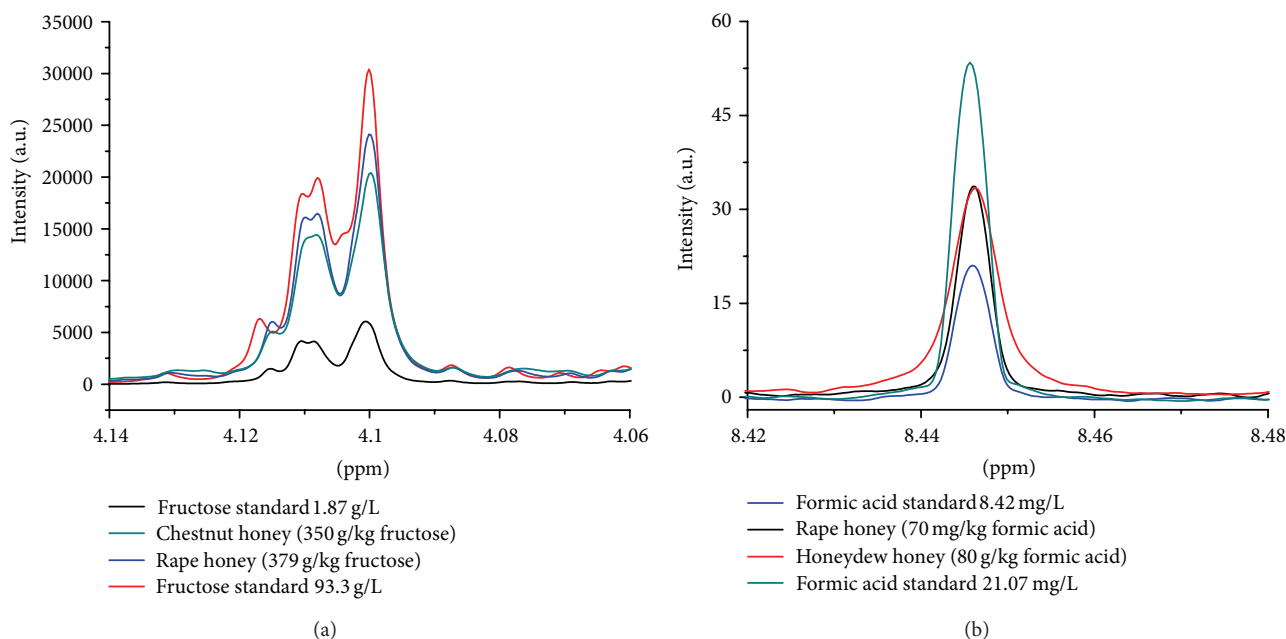 35000
30000
25000
20000
15000
10000
5000
0
Intensity (a.u.)
4.14
4.12
4.1
4.08
4.06
(ppm)
Fructose standard 1.87 g/L
Chestnut honey (350 g/kg fructose)
Rape honey (379 g/kg fructose)
Fructose standard 93.3 g/L
(a)
60
45
30
15
0
Intensity (a.u.)
8.42
8.44
8.46
8.48
(ppm)
Formic acid standard 8.42 mg/L
Rape honey (70 mg/kg formic acid)
Honeydew honey (80 g/kg formic acid)
Formic acid standard 21.07 mg/L
(b)